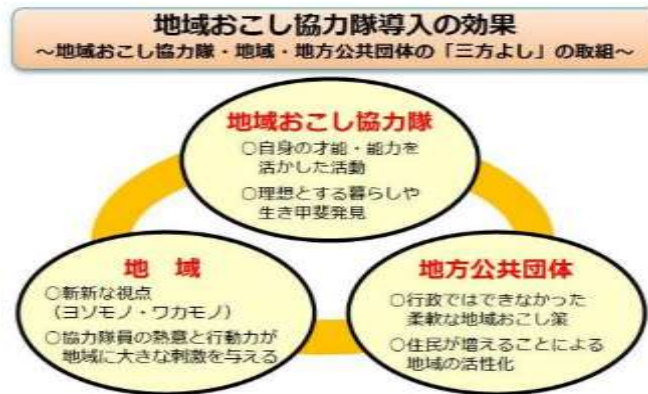 地域おこし協力隊導入の効果
～地域おこし協力隊・地域・地方公共団体の「三方よし」の取組～
地域おこし協力隊
○自身の才能・能力を
活かした活動
○理想とする暮らしや
生き甲斐発見
地 域
○斬新な視点
（ヨソモノ・ワカモノ）
○協力隊員の熱意と行動力が
地域に大きな刺激を与える
地方公共団体
○行政ではできなかった
柔軟な地域おこし策
○住民が増えることによる
地域の活性化